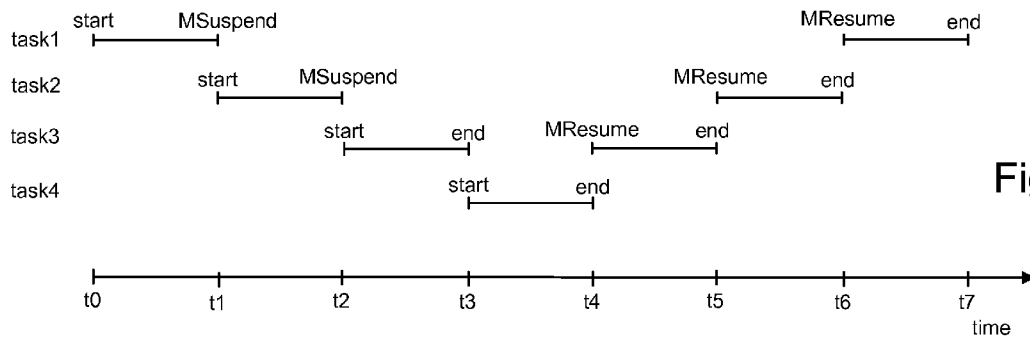 start MSuspend MResume end
task1
start MSuspend MResume end
task2
start end MResume end
task3
start end
task4
Fig
t0 t1 t2 t3 t4 t5 t6 t7
time